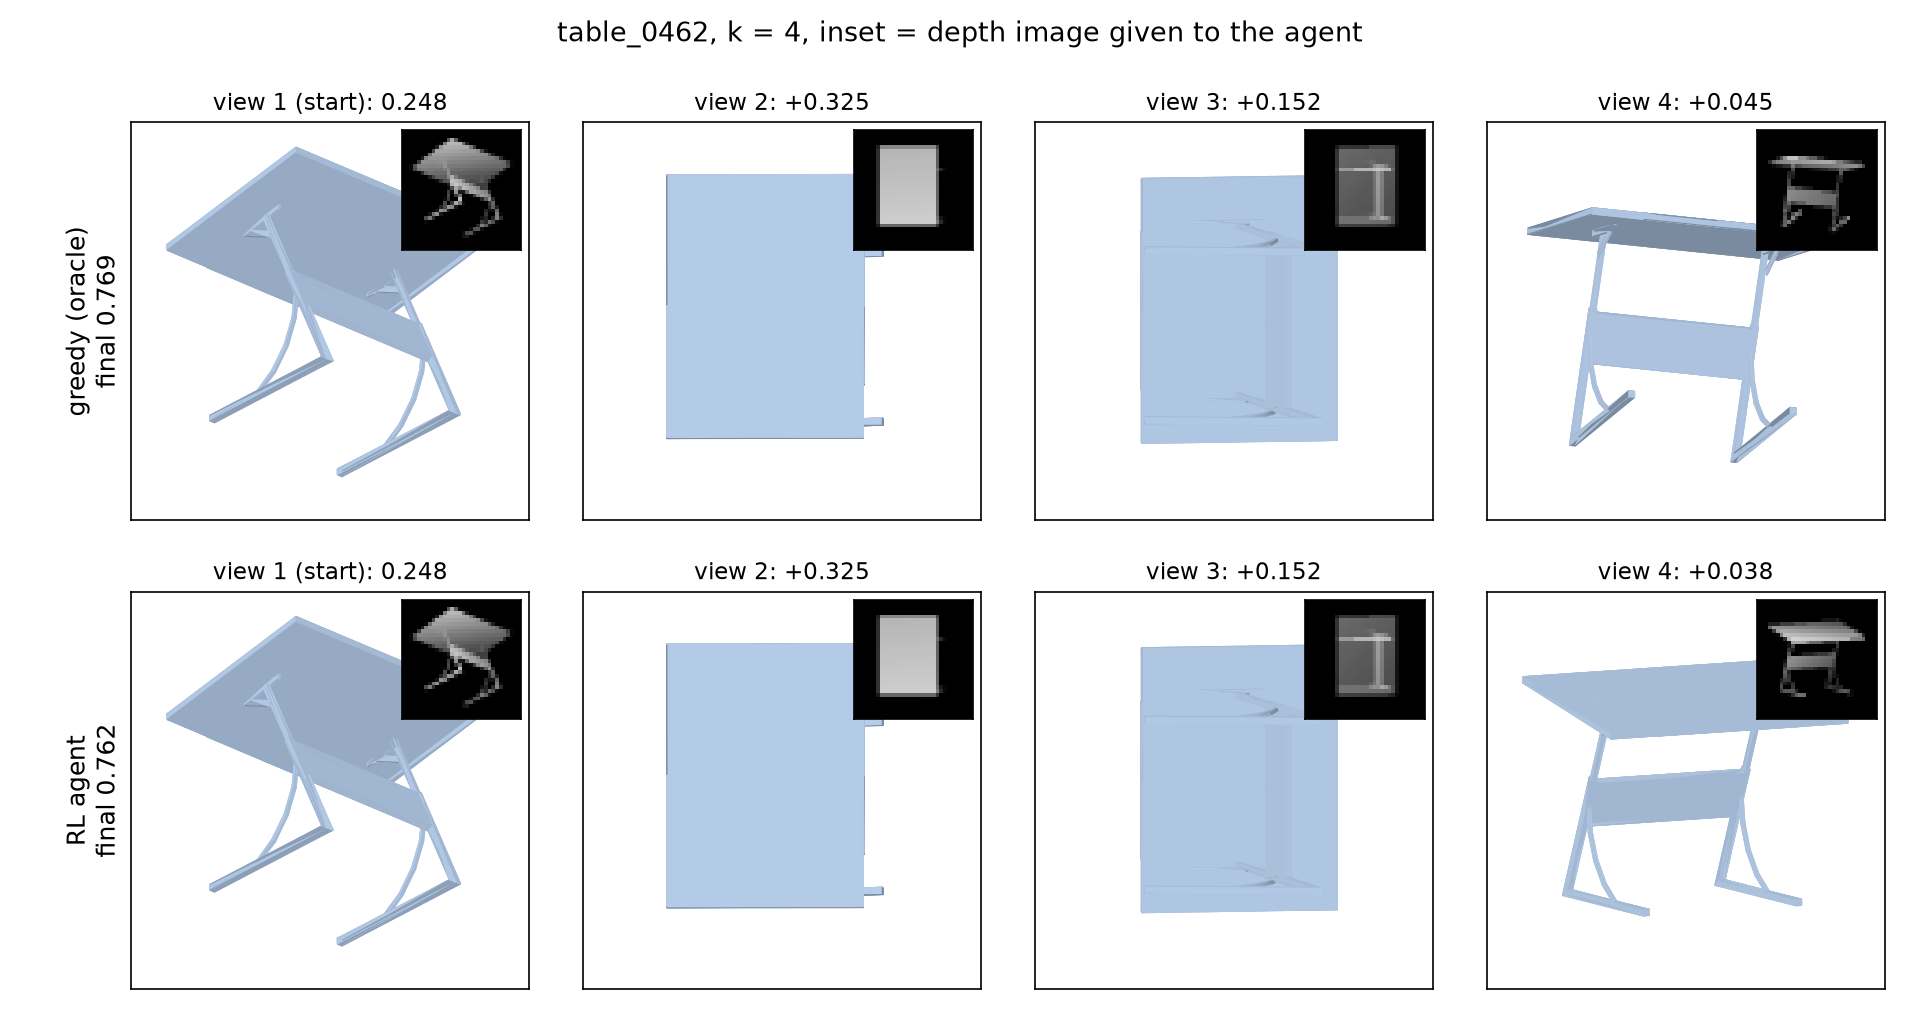 table_0462, k = 4, inset = depth image given to the agent
view 1 (start): 0.248
view 2: +0.325
view 3: +0.152
view 4: +0.045
greedy (oracle)
final 0.769
view 1 (start): 0.248
view 2: +0.325
view 3: +0.152
view 4: +0.038
RL agent
final 0.762